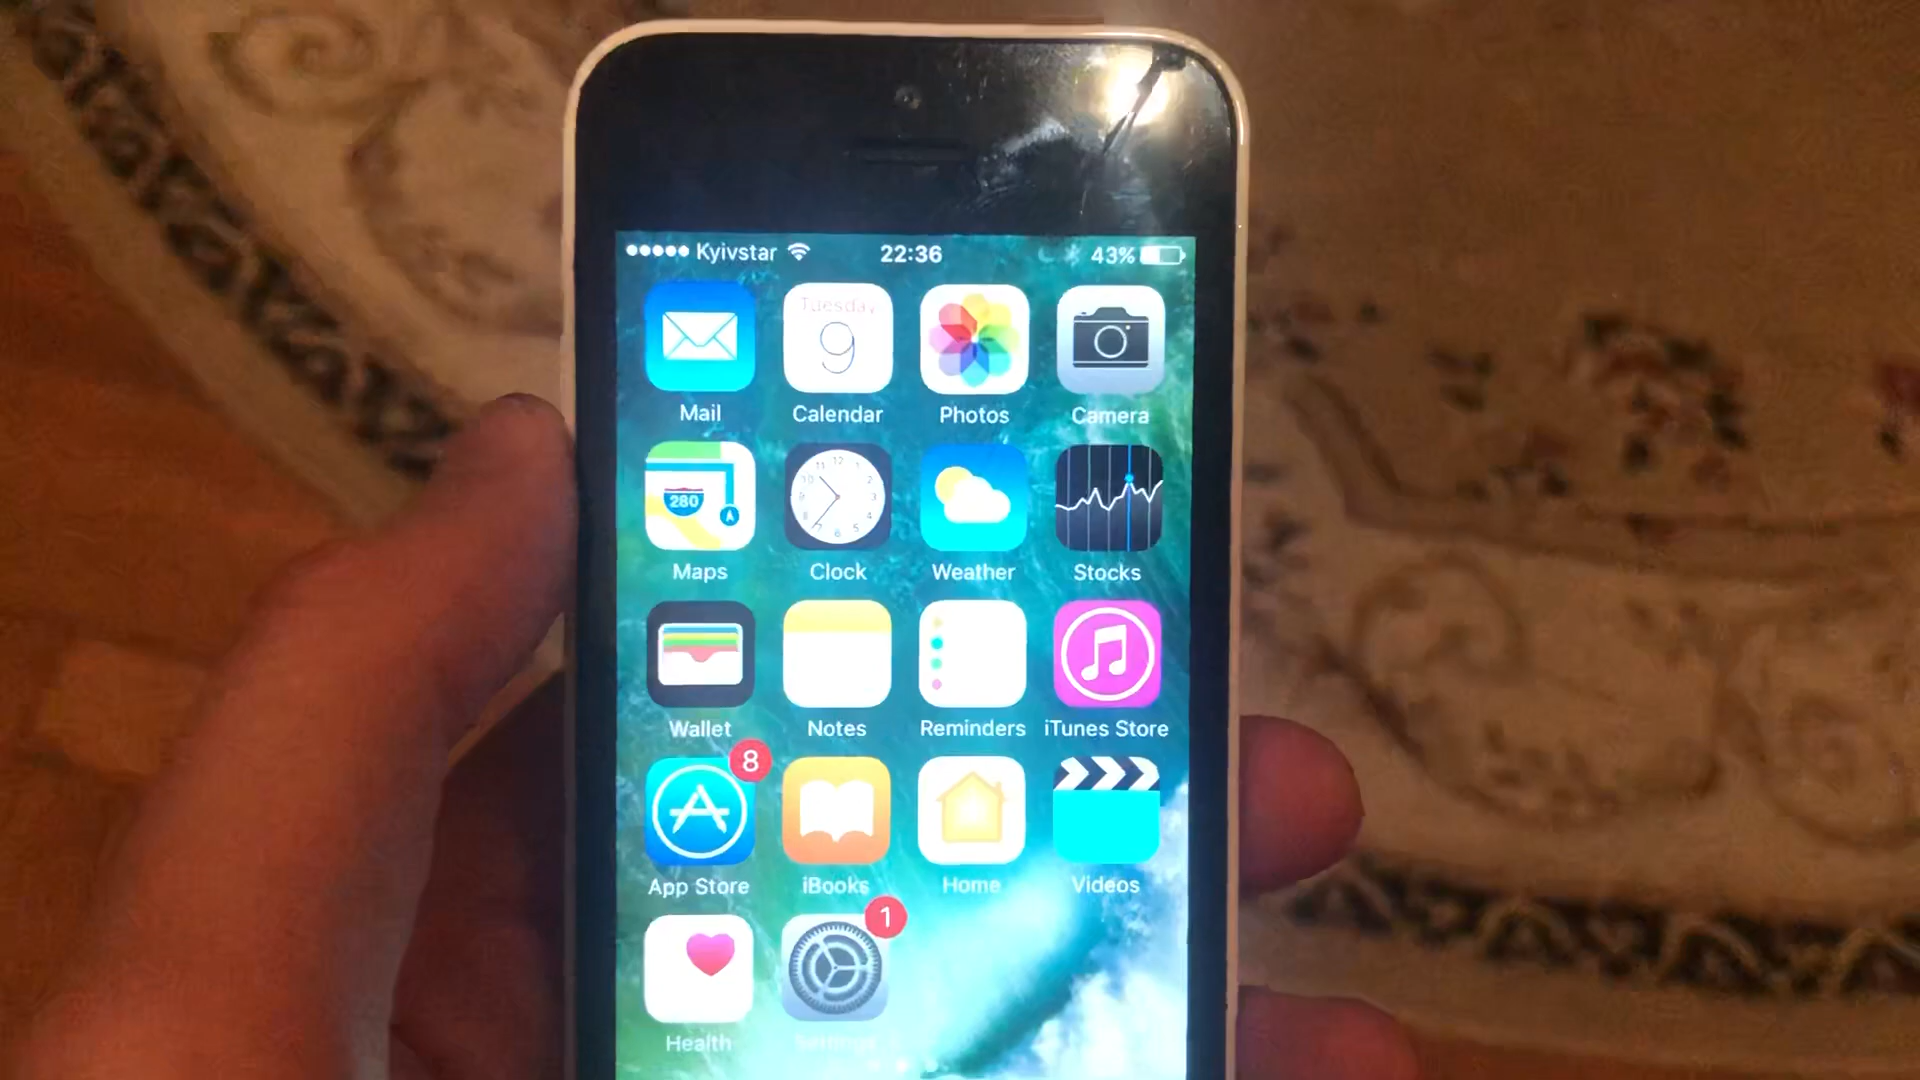 Kyivstar 22:36 43%
Tuesday
9
Mail Calendar Photos Camera
280
Maps Clock Weather Stocks
Wallet Notes Reminders iTunes Store
8
App Store iBooks Home Videos
1
Health Settings